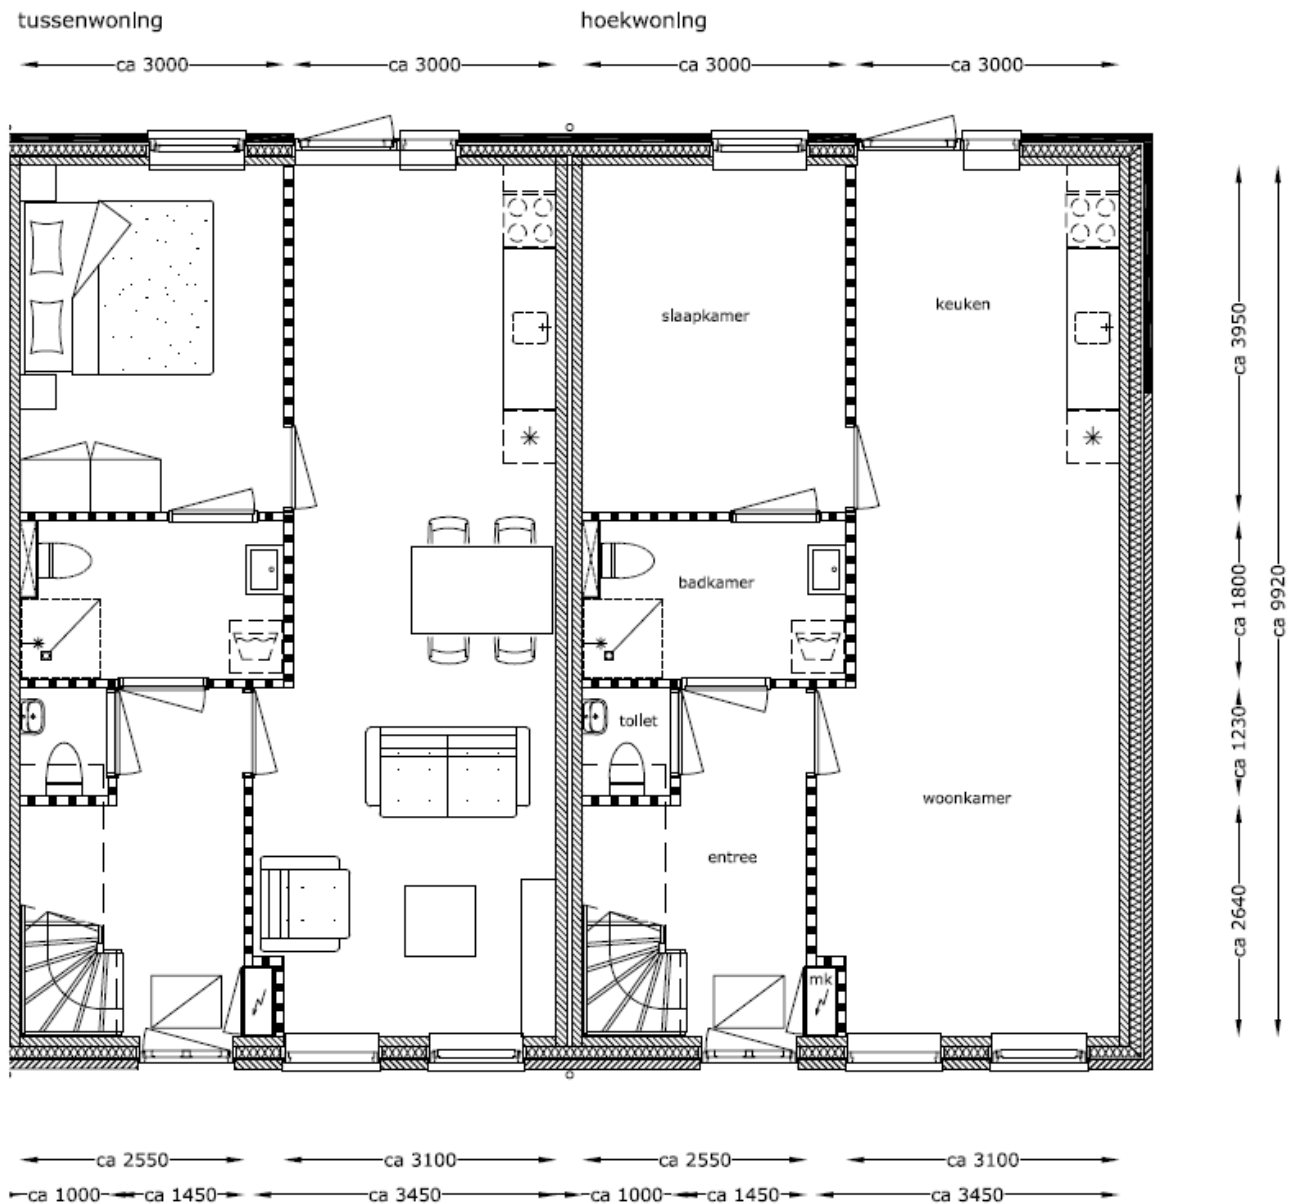 tussenwoning hoekwoning
ca 3000 ca 3000 ca 3000 ca 3000
keuken
slaapkamer
ca 3950
badkamer
ca 1800
ca 9920
toilet
ca 1230
woonkamer
entree
ca 2640
mk
ca 2550 ca 3100 ca 2550 ca 3100
ca 1000 ca 1450 ca 3450 ca 1000 ca 1450 ca 3450